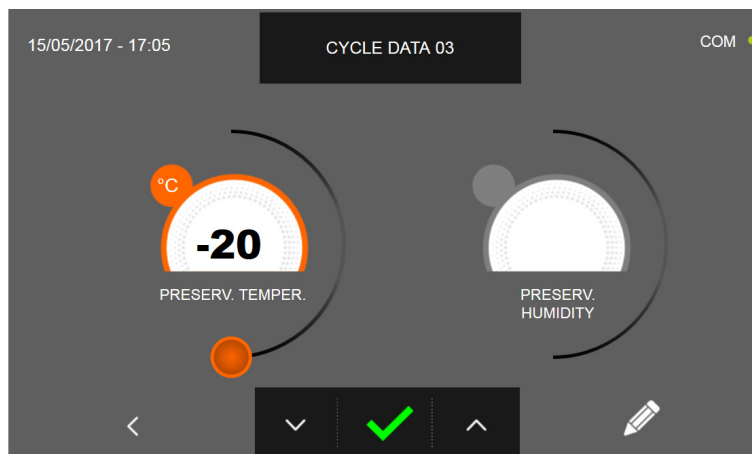 15/05/2017 - 17:05
CYCLE DATA 03
COM
°C
-20
PRESERV. TEMPER.
PRESERV.
HUMIDITY